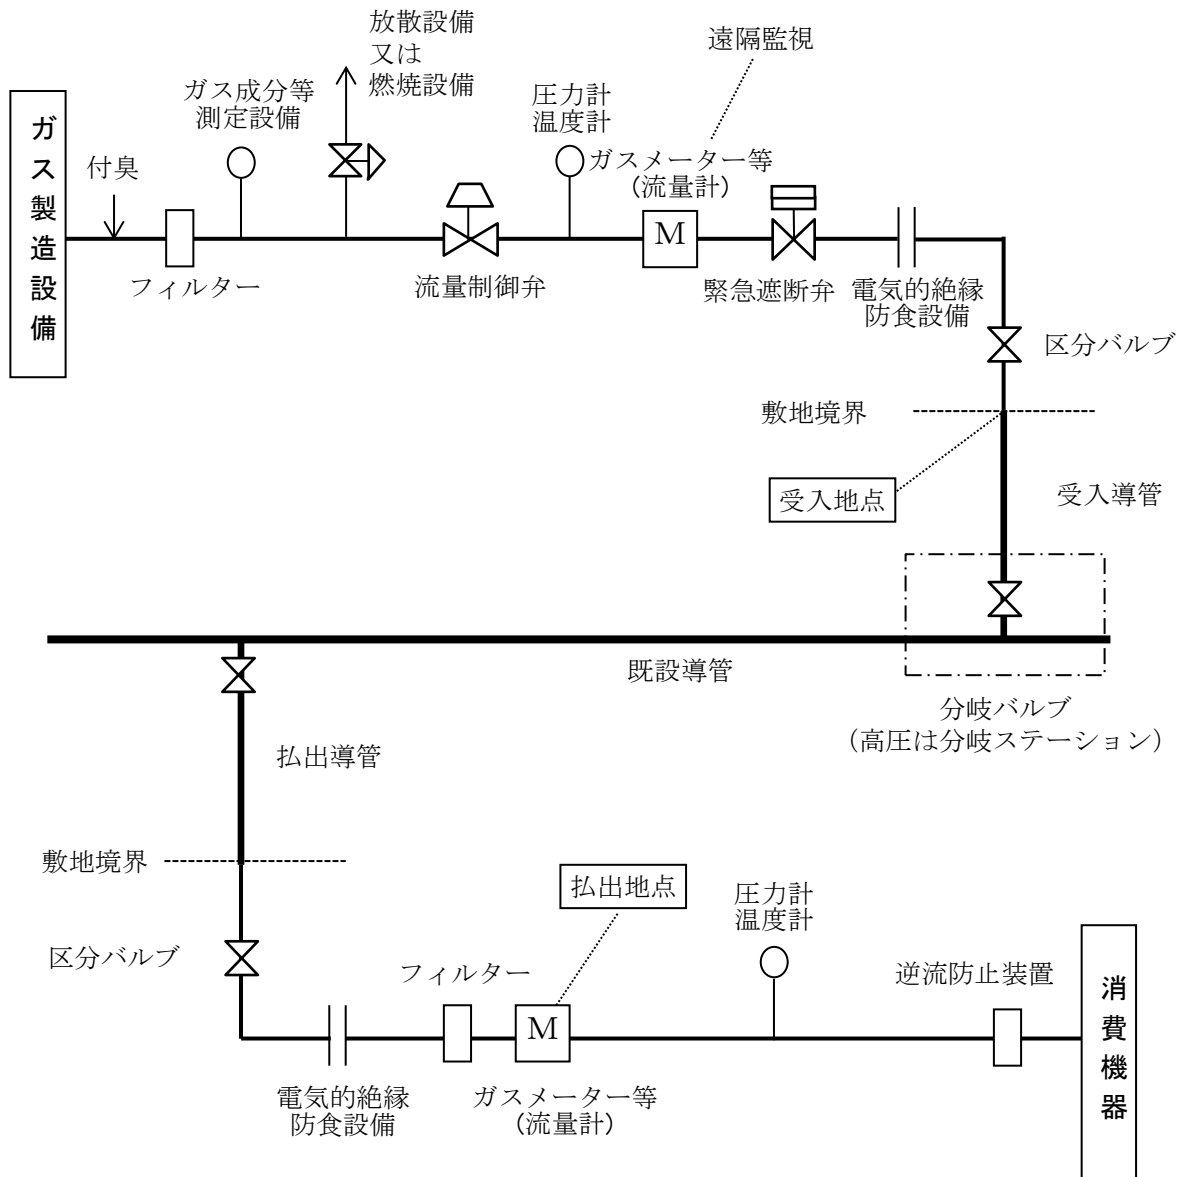 放散設備
又は
燃焼設備
遠隔監視
ガス成分等
測定設備
圧力計
温度計
ガス製造設備
付臭
ガスメーター等
(流量計)
M
フィルター
流量制御弁
緊急遮断弁
電気的絶縁
防食設備
区分バルブ
敷地境界
受入地点
受入導管
既設導管
分岐バルブ
（高圧は分岐ステーション）
払出導管
敷地境界
払出地点
圧力計
温度計
区分バルブ
フィルター
逆流防止装置
消費機器
M
電気的絶縁
防食設備
ガスメーター等
(流量計)